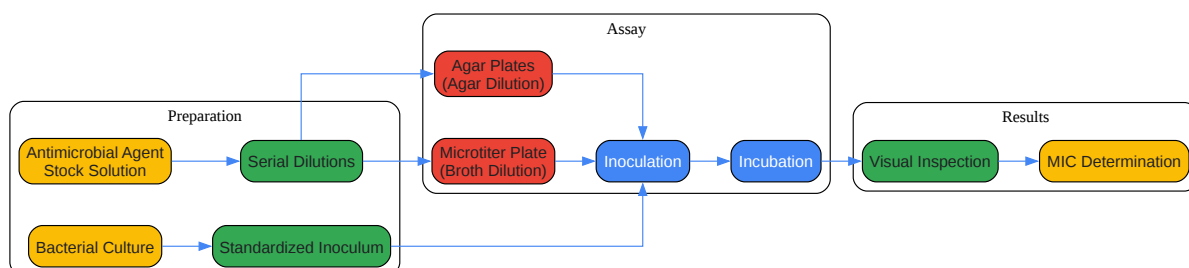 Preparation
Antimicrobial Agent
Stock Solution
Serial Dilutions
Bacterial Culture
Standardized Inoculum
Assay
Agar Plates
(Agar Dilution)
Microtiter Plate
(Broth Dilution)
Inoculation
Incubation
Results
Visual Inspection
MIC Determination